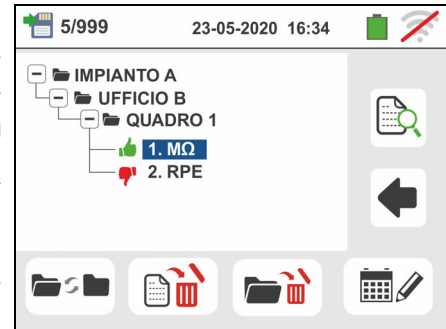 5/999 23-05-2020 16:34
IMPIANTO A
UFFICIO B
QUADRO 1
1. MΩ
2. RPE